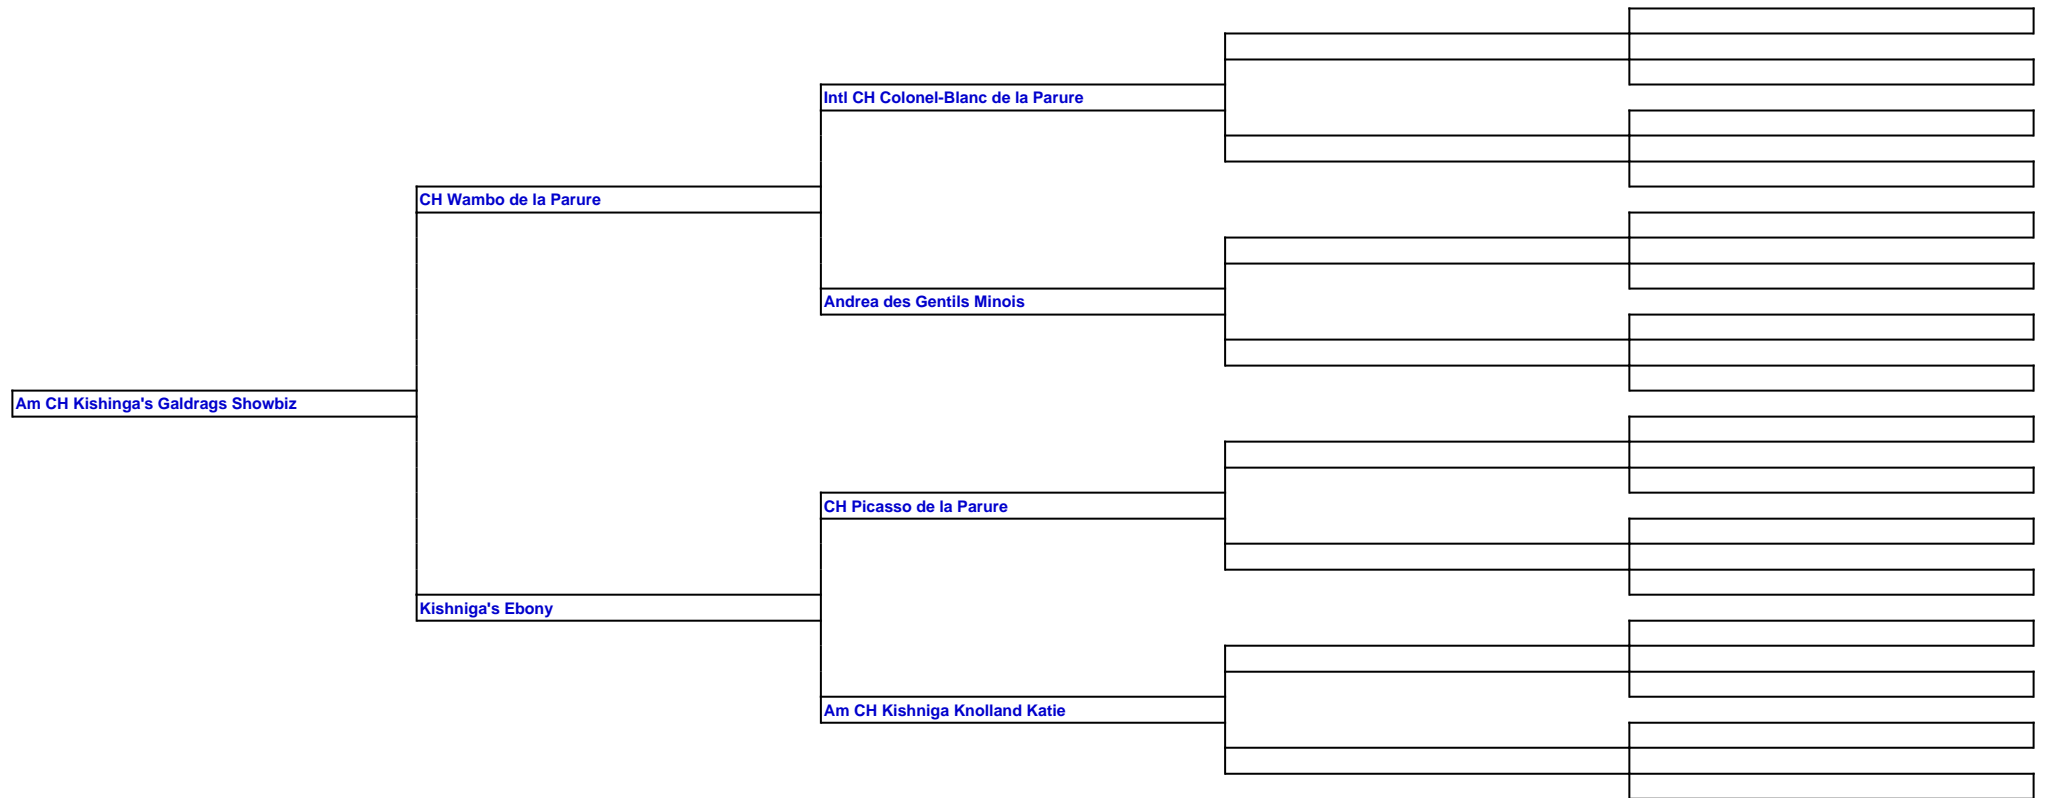 Intl CH Colonel-Blanc de la Parure
CH Wambo de la Parure
Andrea des Gentils Minois
Am CH Kishinga's Galdrags Showbiz
CH Picasso de la Parure
Kishniga's Ebony
Am CH Kishniga Knolland Katie